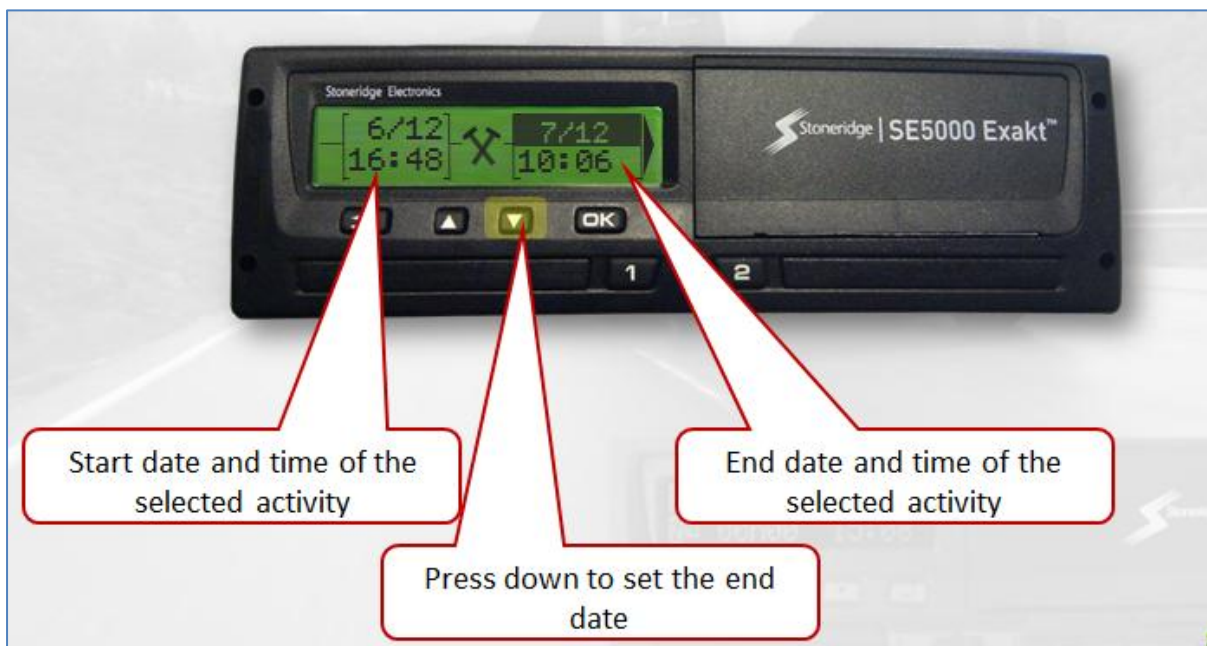 Stoneridge Electronics
6/12 7/12
16:48 10:06
Stoneridge | SE5000 Exakt™
OK
1 2
Start date and time of the
selected activity
End date and time of the
selected activity
Press down to set the end
date